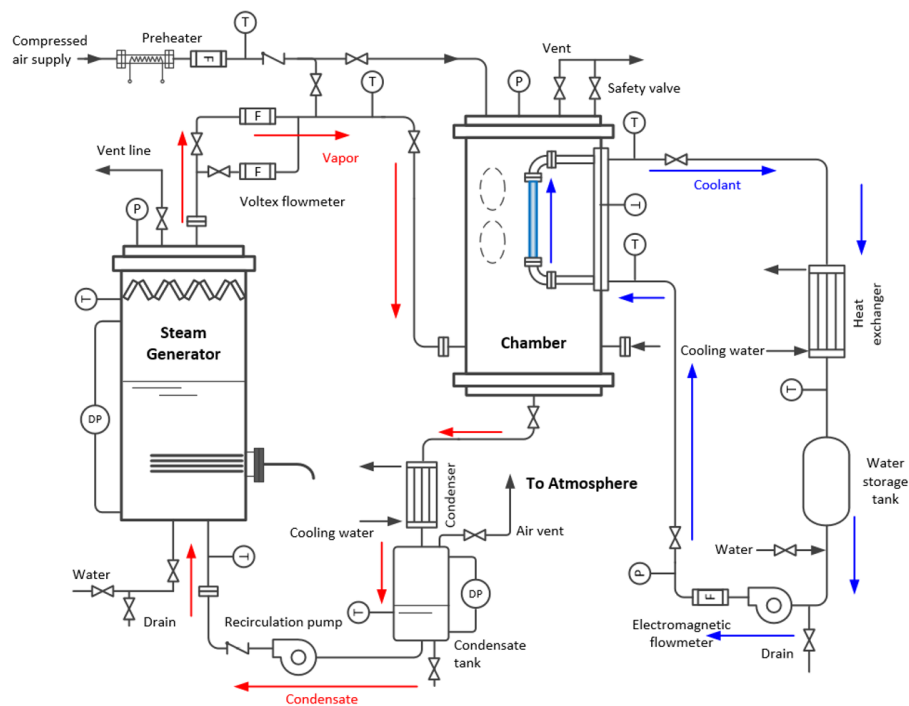 Compressed
air supply
Preheater
F
T
Vent
P
T
Safety valve
F
Vapor
T
Vent line
F
Voltex flowmeter
Coolant
P
T
T
T
Steam
Generator
Chamber
Heat
exchanger
Cooling water
DP
T
Condenser
To Atmosphere
Water
storage
tank
Cooling water
Air vent
T
Water
Water
DP
P
F
T
Drain
Recirculation pump
Electromagnetic
flowmeter
Condensate
tank
Drain
Condensate